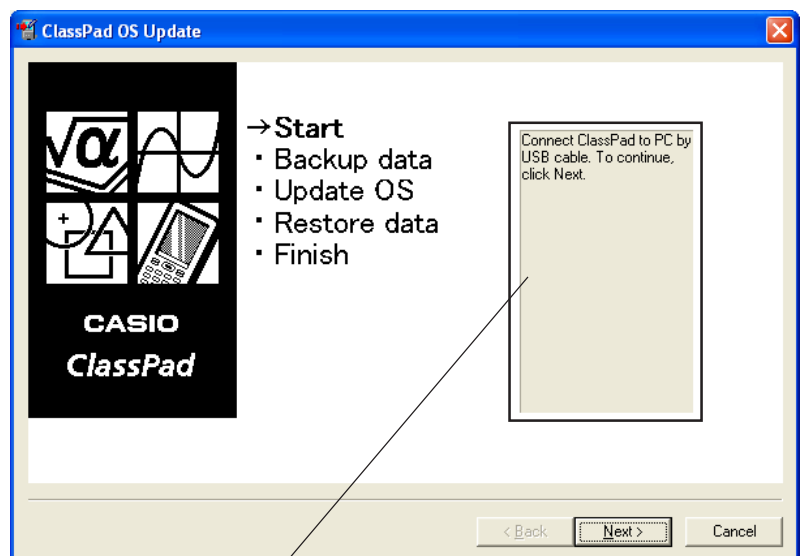 ClassPad OS Update
√α
+
CASIO
ClassPad
→Start
· Backup data
· Update OS
· Restore data
· Finish
Connect ClassPad to PC by
USB cable. To continue,
click Next.
< Back
Next >
Cancel